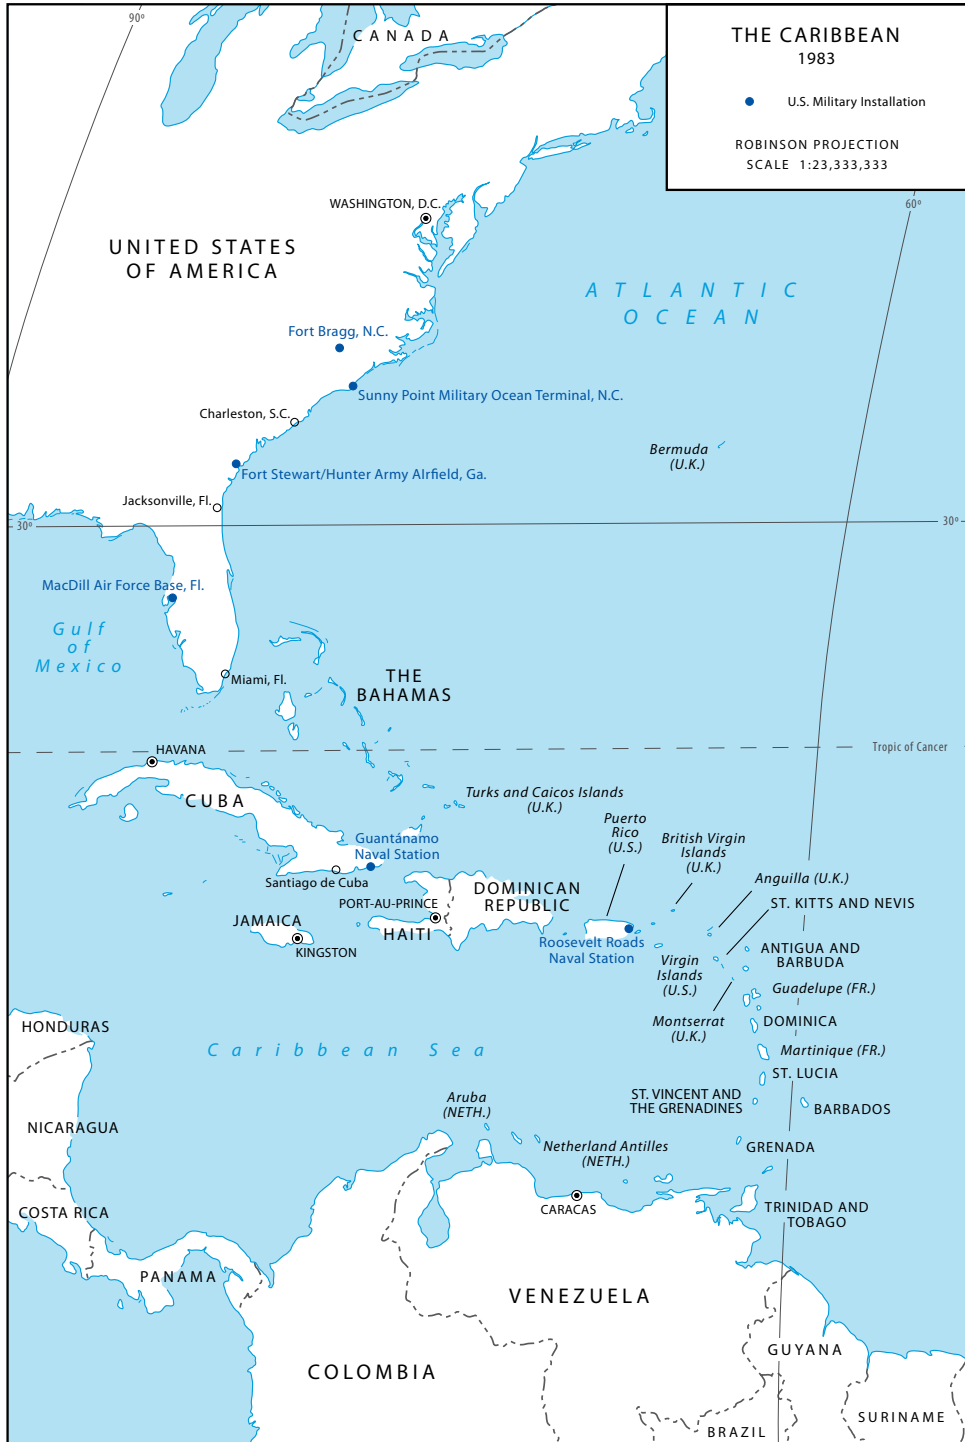 90°
CANADA
THE CARIBBEAN
1983
U.S. Military Installation
ROBINSON PROJECTION
SCALE 1:23,333,333
60°
WASHINGTON, D.C.
UNITED STATES
OF AMERICA
ATLANTIC
OCEAN
Fort Bragg, N.C.
Sunny Point Military Ocean Terminal, N.C.
Charleston, S.C.
Bermuda
(U.K.)
Fort Stewart/Hunter Army AIrfield, Ga.
Jacksonville, Fl.
30°
30°
MacDill Air Force Base, Fl.
Gulf
of
Mexico
Miami, Fl.
THE
BAHAMAS
Tropic of Cancer
HAVANA
CUBA
Turks and Caicos Islands
(U.K.)
Puerto
Rico
(U.S.)
British Virgin
Islands
(U.K.)
Guantánamo
Naval Station
Santiago de Cuba
Anguilla (U.K.)
ST. KITTS AND NEVIS
DOMINICAN
REPUBLIC
PORT-AU-PRINCE
JAMAICA
HAITI
KINGSTON
Roosevelt Roads
Naval Station
Virgin
Islands
(U.S.)
ANTIGUA AND
BARBUDA
Guadelupe (FR.)
Montserrat
(U.K.)
DOMINICA
HONDURAS
Caribbean Sea
Martinique (FR.)
ST. LUCIA
ST. VINCENT AND
THE GRENADINES
BARBADOS
Aruba
(NETH.)
NICARAGUA
Netherland Antilles
(NETH.)
GRENADA
COSTA RICA
CARACAS
TRINIDAD AND
TOBAGO
PANAMA
VENEZUELA
GUYANA
COLOMBIA
SURINAME
BRAZIL